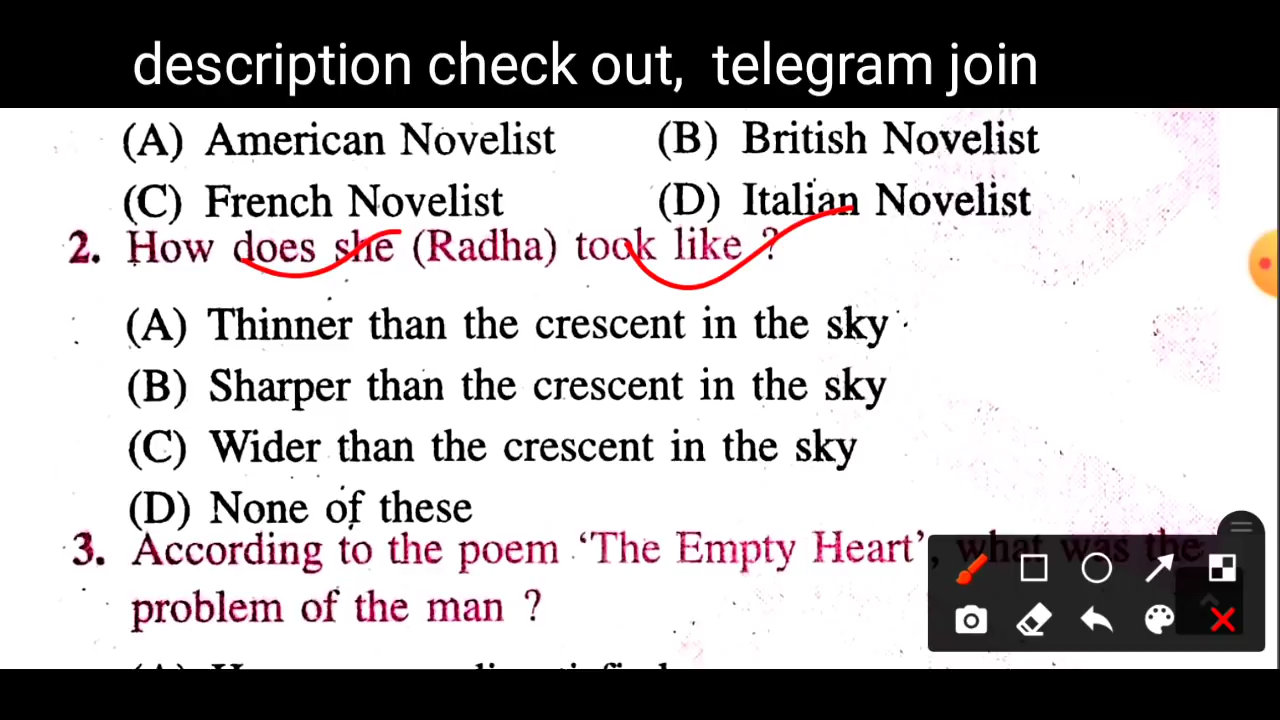 description check out, telegram join
(A) American Novelist (B) British Novelist
(C) French Novelist (D) Italian Novelist
2. How does she (Radha) took like ?
(A) Thinner than the crescent in the sky
(B) Sharper than the crescent in the sky
(C) Wider than the crescent in the sky
(D) None of these
3. According to the poem 'The Empty Heart', what was the
problem of the man ?